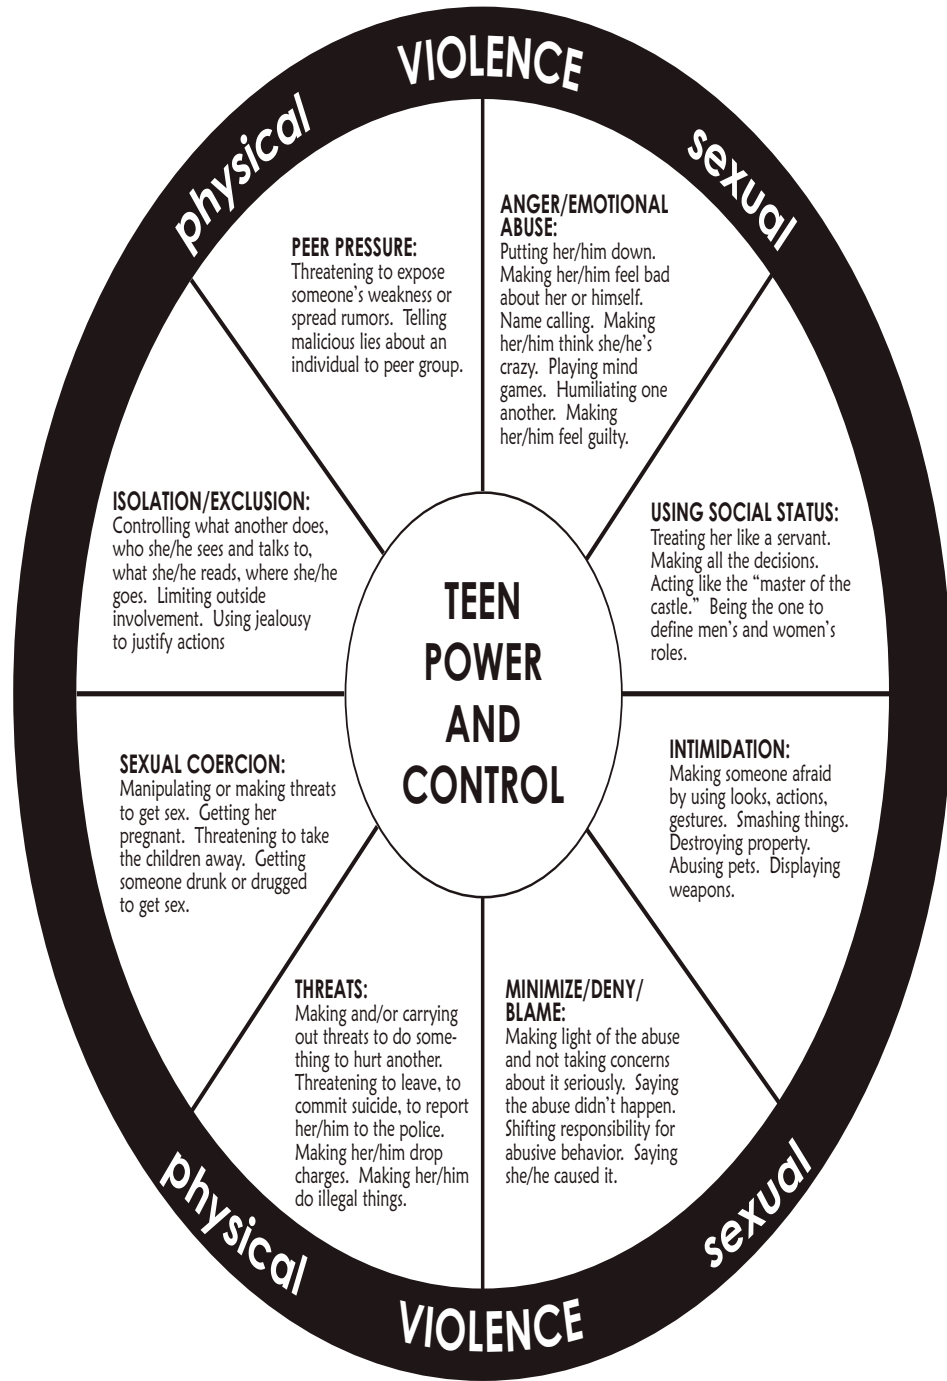 VIOLENCE
physical
sexual
PEER PRESSURE:
Threatening to expose
someone's weakness or
spread rumors.  Telling
malicious lies about an
individual to peer group.
ANGER/EMOTIONAL
ABUSE:
Putting her/him down.
Making her/him feel bad
about her or himself.
Name calling.  Making
her/him think she/he's
crazy.  Playing mind
games.  Humiliating one
another.  Making
her/him feel guilty.
ISOLATION/EXCLUSION:
Controlling what another does,
who she/he sees and talks to,
what she/he reads, where she/he
goes.  Limiting outside
involvement.  Using jealousy
to justify actions
USING SOCIAL STATUS:
Treating her like a servant.
Making all the decisions.
Acting like the “master of the
castle.”  Being the one to
define men's and women's
roles.
TEEN
POWER
AND
CONTROL
SEXUAL COERCION:
Manipulating or making threats
to get sex.  Getting her
pregnant.  Threatening to take
the children away.  Getting
someone drunk or drugged
to get sex.
INTIMIDATION:
Making someone afraid
by using looks, actions,
gestures.  Smashing things.
Destroying property.
Abusing pets.  Displaying
weapons.
THREATS:
Making and/or carrying
out threats to do some-
thing to hurt another.
Threatening to leave, to
commit suicide, to report
her/him to the police.
Making her/him drop
charges.  Making her/him
do illegal things.
MINIMIZE/DENY/
BLAME:
Making light of the abuse
and not taking concerns
about it seriously.  Saying
the abuse didn't happen.
Shifting responsibility for
abusive behavior.  Saying
she/he caused it.
physical
sexual
VIOLENCE